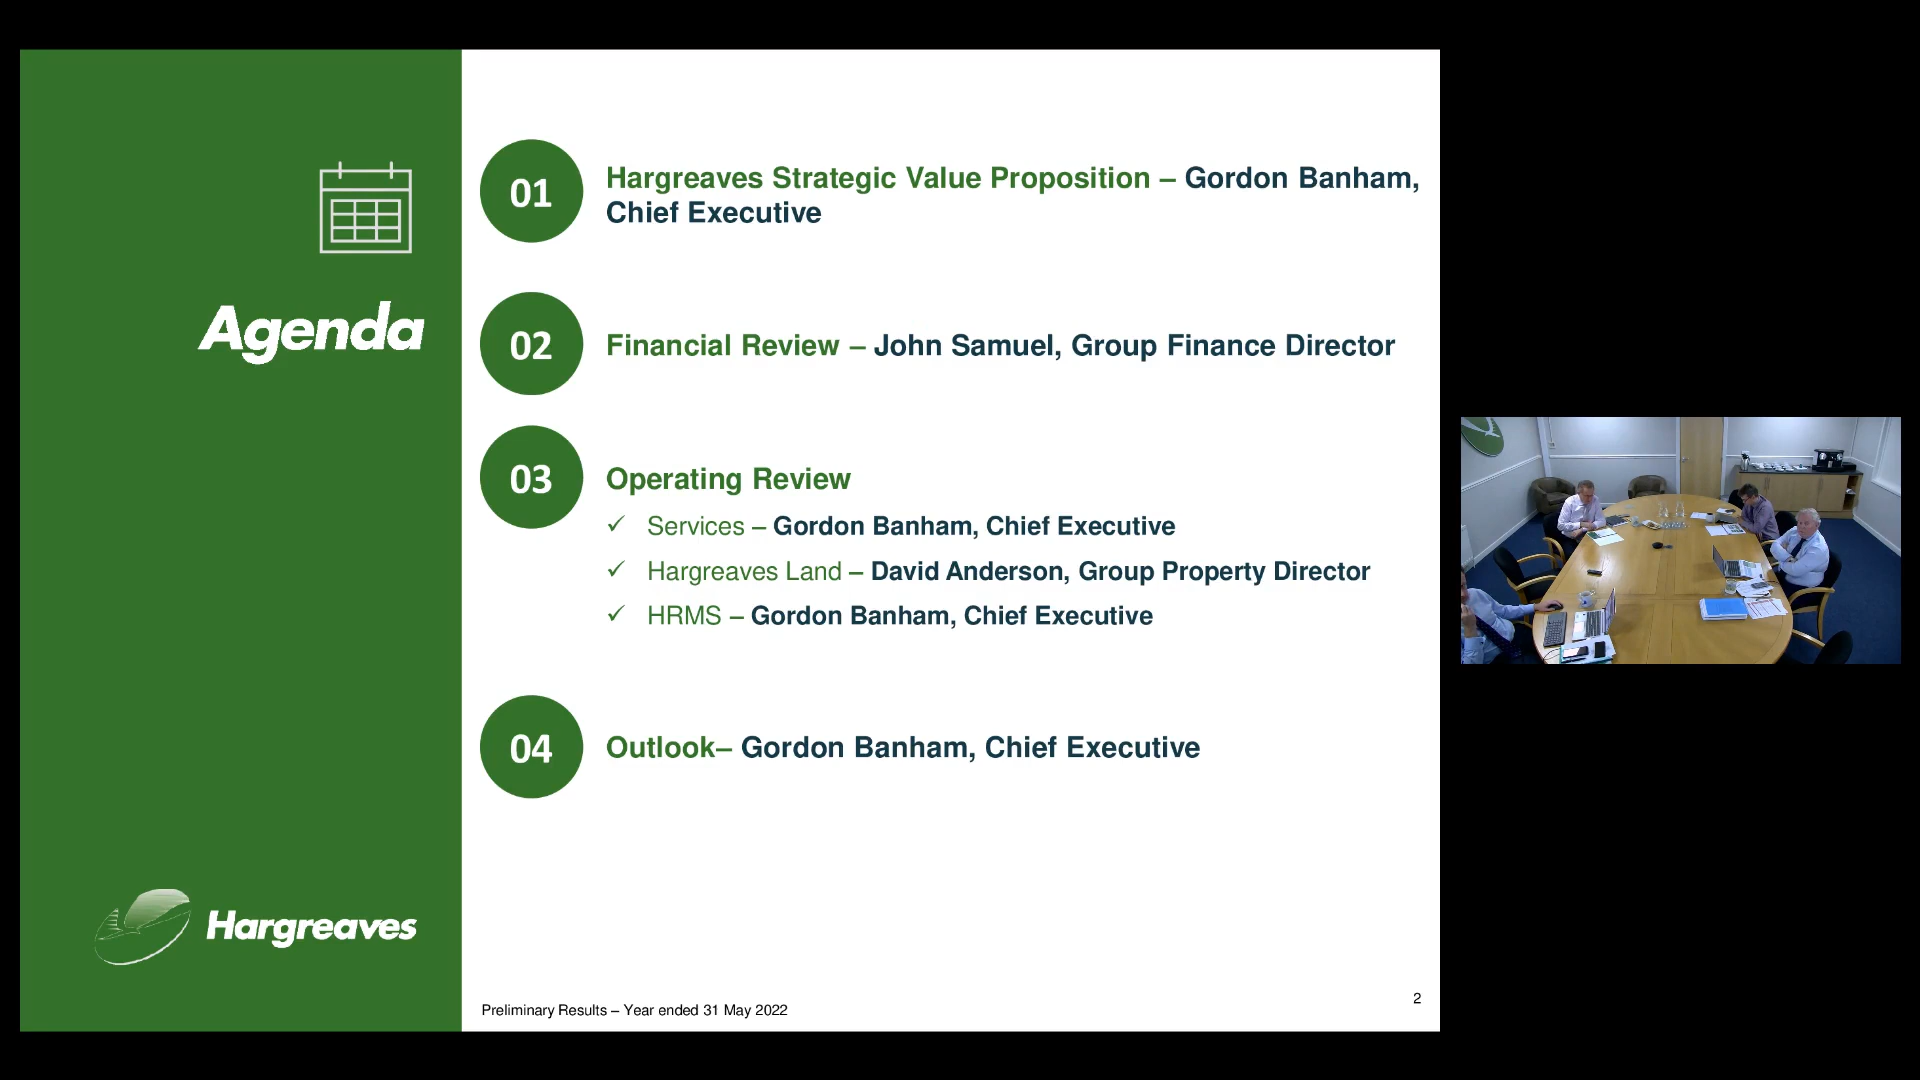 Agenda
01
Hargreaves Strategic Value Proposition – Gordon Banham,
Chief Executive
02
Financial Review – John Samuel, Group Finance Director
03
Operating Review
Services – Gordon Banham, Chief Executive
Hargreaves Land – David Anderson, Group Property Director
HRMS – Gordon Banham, Chief Executive
04
Outlook– Gordon Banham, Chief Executive
Hargreaves
Preliminary Results – Year ended 31 May 2022
2